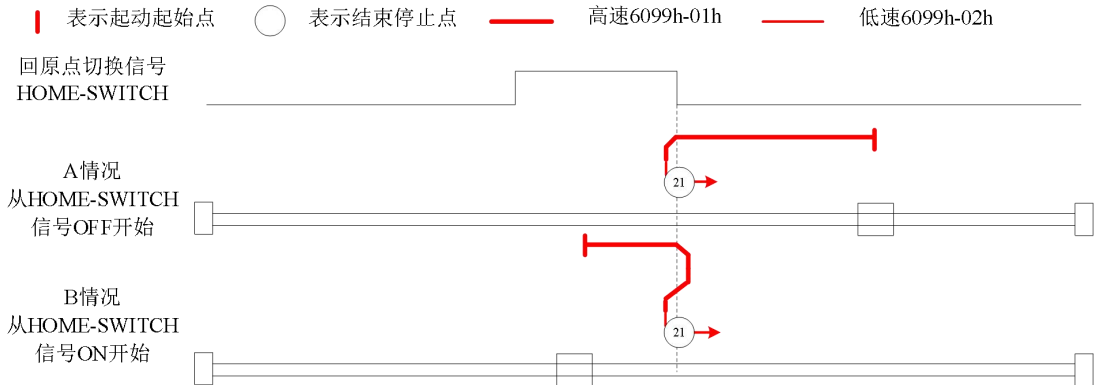 表示起动起始点 表示结束停止点 高速6099h-01h 低速6099h-02h
回原点切换信号
HOME-SWITCH
A情况
从HOME-SWITCH
信号OFF开始
21
B情况
从HOME-SWITCH
信号ON开始
21